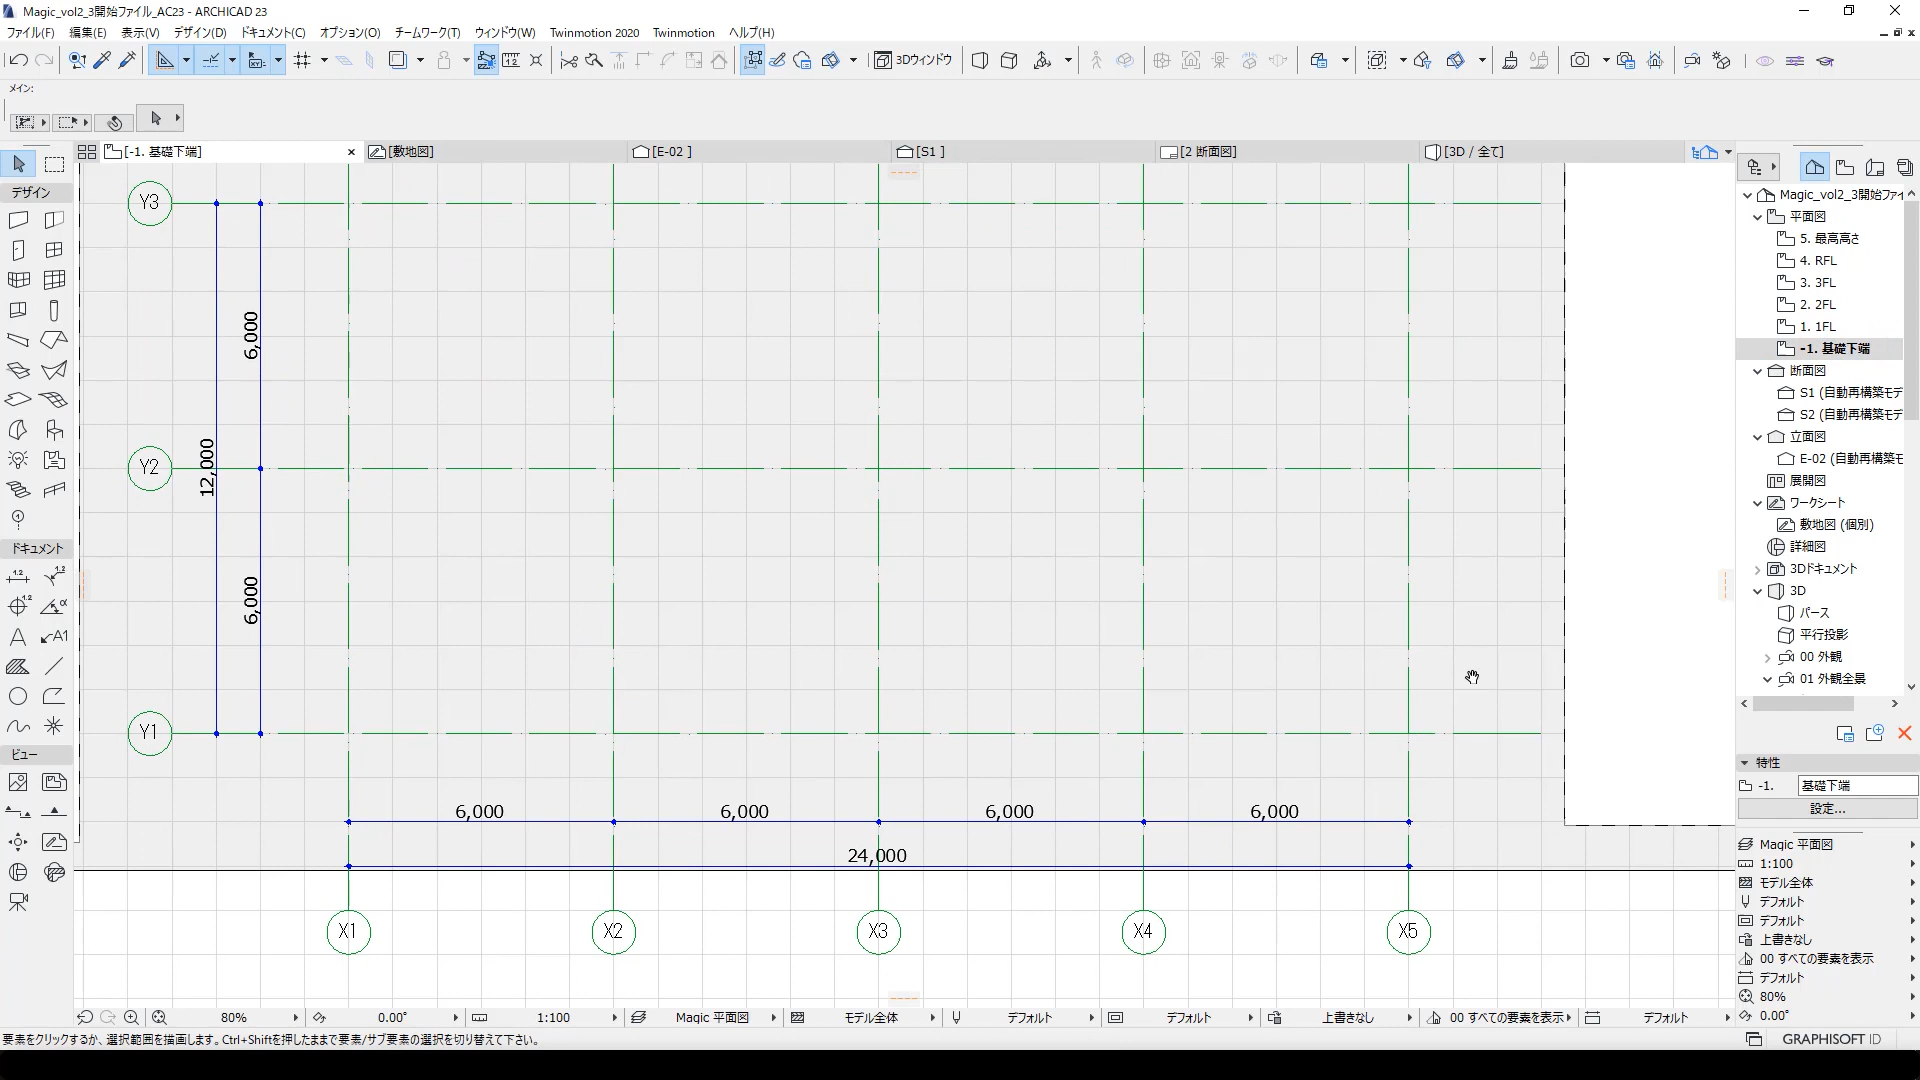 Magic_vol2_3開始ファイル_AC23 - ARCHICAD 23
ファイル(F) 編集(E) 表示(V) デザイン(D) ドキュメント(C) オプション(O) チームワーク(T) ウィンドウ(W) Twinmotion 2020 Twinmotion ヘルプ(H)
3Dウィンドウ
メイン:
[-1. 基礎下端] [敷地図] [E-02 ] [S1 ] [2 断面図] [3D / 全て]
デザイン
ドキュメント
ビュー
Y3
Y2
Y1
6,000
12,000
6,000
6,000 6,000 6,000 6,000
24,000
X1 X2 X3 X4 X5
Magic_vol2_3開始ファイ
平面図
5. 最高高さ
4. RFL
3. 3FL
2. 2FL
1. 1FL
-1. 基礎下端
断面図
S1 (自動再構築モデ
S2 (自動再構築モデ
立面図
E-02 (自動再構築モ
展開図
ワークシート
敷地図 (個別)
詳細図
3Dドキュメント
3D
パース
平行投影
00 外観
01 外観全景
特性
-1. 基礎下端
設定...
Magic 平面図
1:100
モデル全体
デフォルト
デフォルト
上書きなし
00 すべての要素を表示
デフォルト
80%
0.00°
80% 0.00° 1:100 Magic 平面図 モデル全体 デフォルト デフォルト 上書きなし 00 すべての要素を表示 デフォルト
要素をクリックするか、選択範囲を描画します。Ctrl+Shiftを押したままで要素/サブ要素の選択を切り替えて下さい。
GRAPHISOFT ID